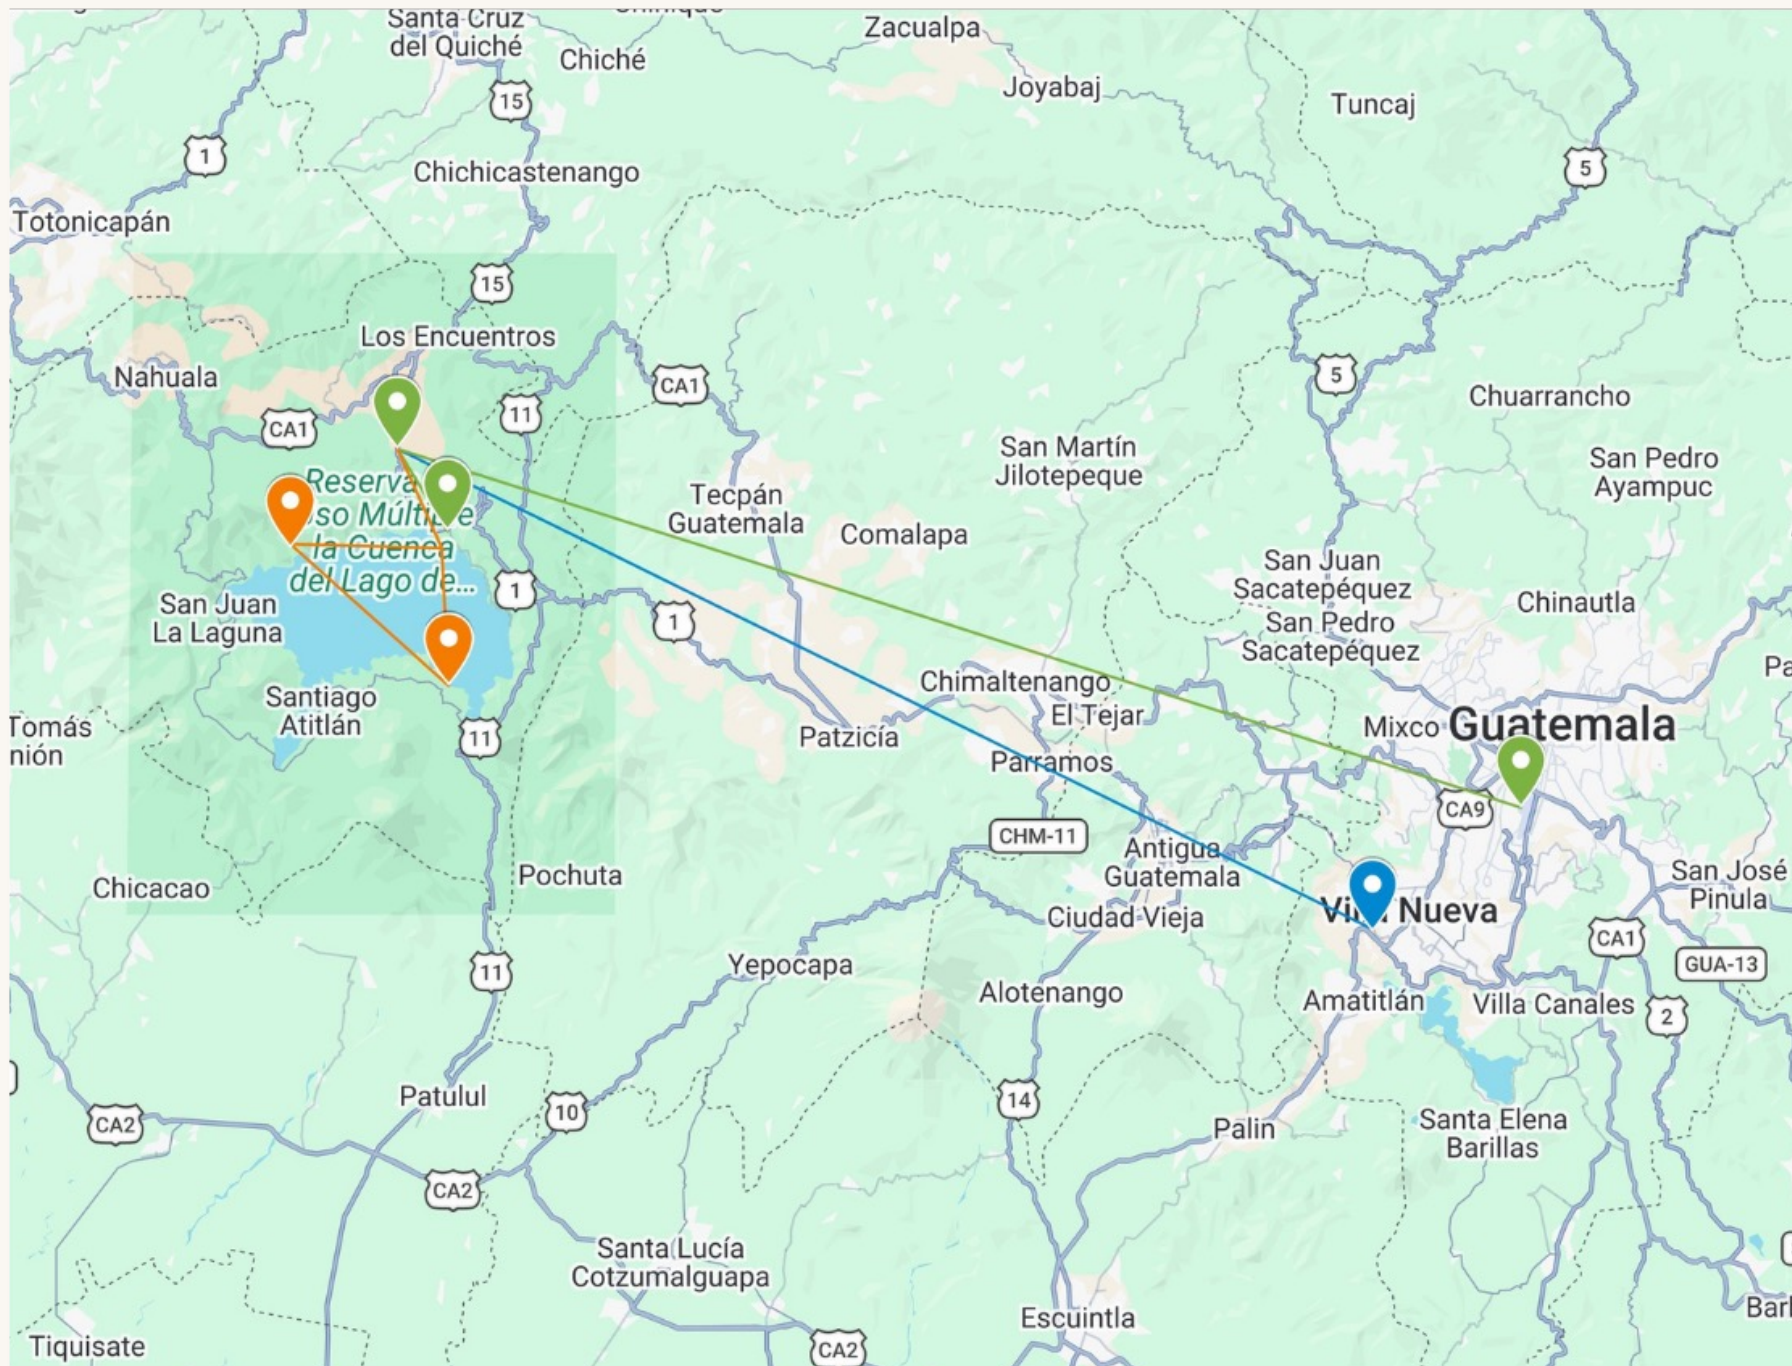 Santa Cruz
del Quiché
Zacualpa
Chiché
Joyabaj
Tuncaj
15
1
5
Chichicastenango
Totonicapán
15
Los Encuentros
Nahuala
CA1
11
CA1
5
Chuarrancho
San Martín
Jilotepeque
San Pedro
Ayampuc
Reserva
Múltiple
la Cuenca
del Lago de...
Tecpán
Guatemala
Comalapa
San Juan
Sacatepéquez
San Pedro
Sacatepéquez
Chinautla
1
1
San Juan
La Laguna
Santiago
Atitlán
11
Chimaltenango
El Tejar
Patzicía
Parramos
Mixco
Guatemala
Tomás
nión
CA9
CHM-11
Antigua
Guatemala
Ciudad Vieja
Villa Nueva
San José
Pinula
Chicacao
Pochuta
CA1
GUA-13
11
Yepocapa
Alotenango
Amatitlán
Villa Canales
2
Patulul
CA2
10
14
Palin
Santa Elena
Barillas
CA2
Santa Lucía
Cotzumalguapa
Escuintla
Tiquisate
CA2